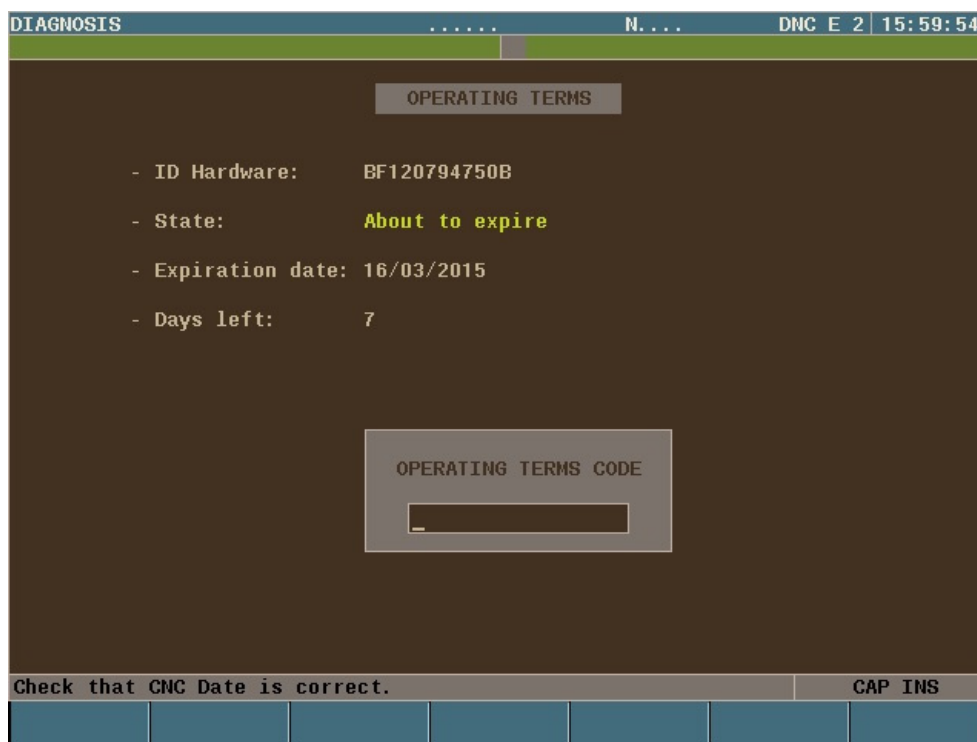 DIAGNOSIS ...... N.... DNC E 2 15:59:54
OPERATING TERMS
- ID Hardware: BF120794750B
- State: About to expire
- Expiration date: 16/03/2015
- Days left: 7
OPERATING TERMS CODE
_
Check that CNC Date is correct. CAP INS